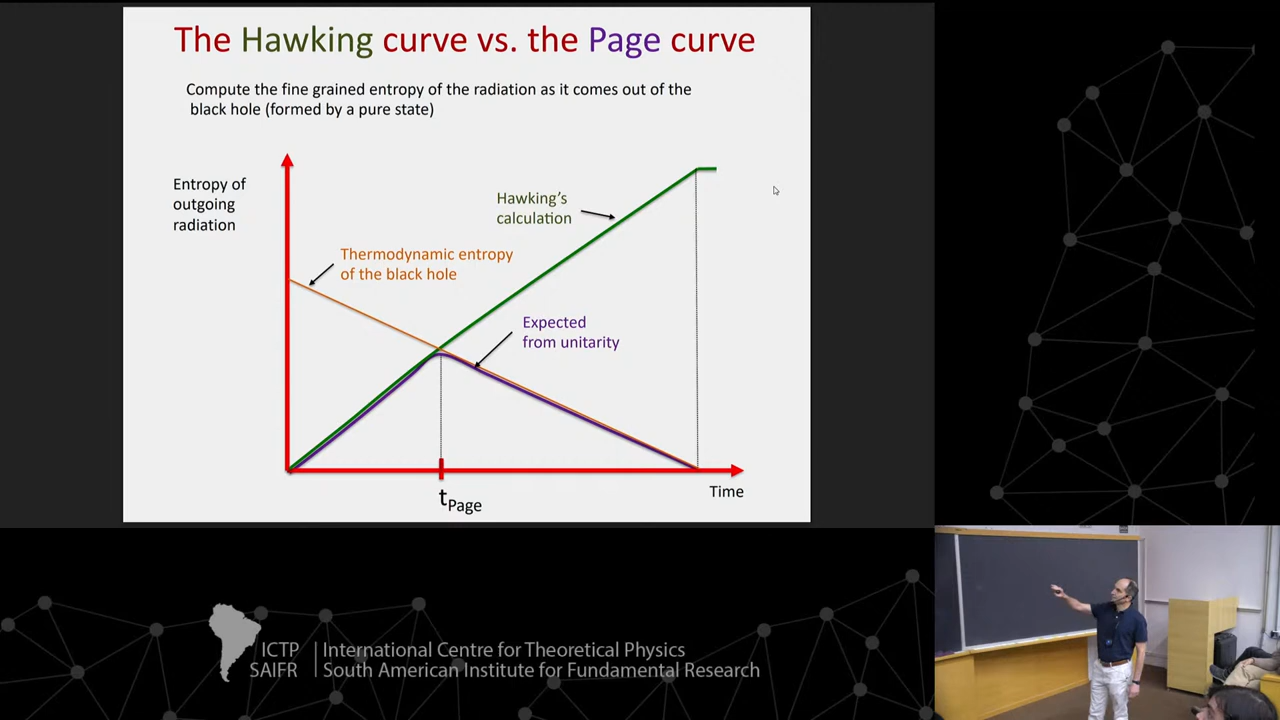 The Hawking curve vs. the Page curve
Compute the fine grained entropy of the radiation as it comes out of the
black hole (formed by a pure state)
Entropy of
outgoing
radiation
Hawking’s
calculation
Thermodynamic entropy
of the black hole
Expected
from unitarity
Time
tPage
ICTP
SAIFR
International Centre for Theoretical Physics
South American Institute for Fundamental Research